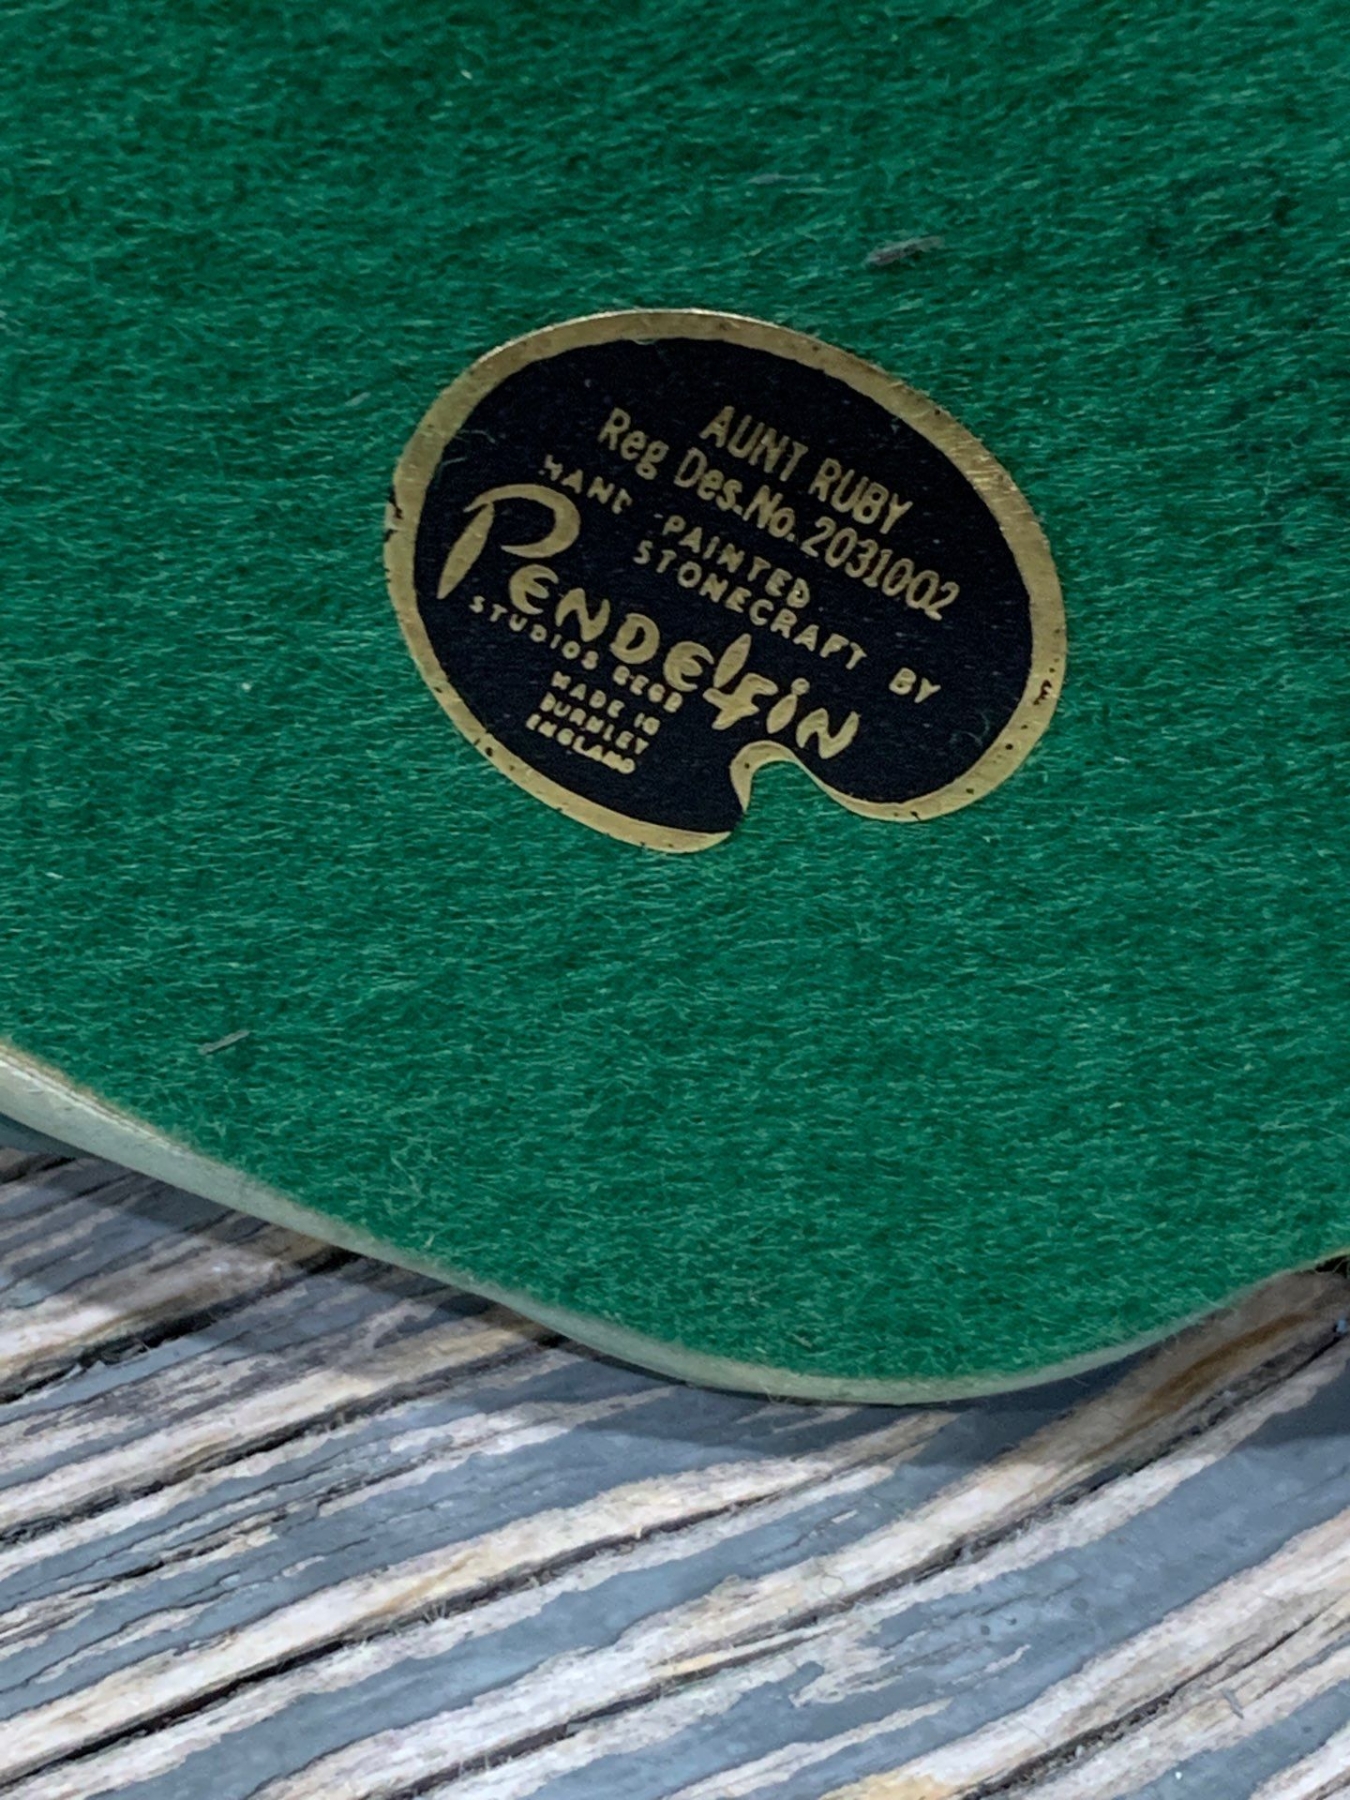 AUNT RUBY
Reg Des.No. 2031002
HAND PAINTED
STONECRAFT BY
PENDELFIN
STUDIOS REGD
MADE IN
BURNLEY
ENGLAND